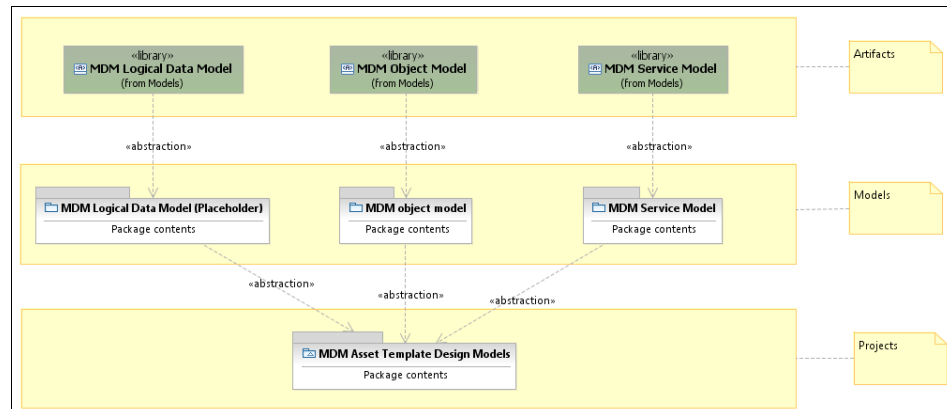 «library»
MDM Logical Data Model
(from Models)
«library»
MDM Object Model
(from Models)
«library»
MDM Service Model
(from Models)
Artifacts
«abstraction»
«abstraction»
«abstraction»
MDM Logical Data Model (Placeholder)
Package contents
MDM object model
Package contents
MDM Service Model
Package contents
Models
«abstraction»
«abstraction»
«abstraction»
MDM Asset Template Design Models
Package contents
Projects